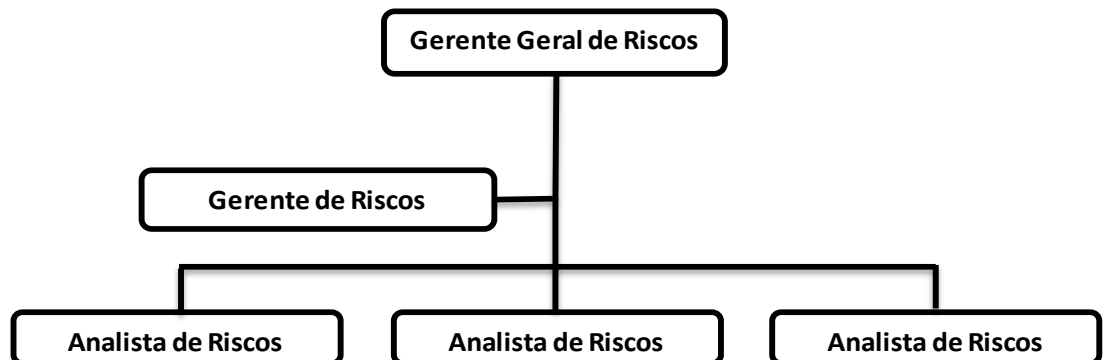 Gerente Geral de Riscos
Gerente de Riscos
Analista de Riscos
Analista de Riscos
Analista de Riscos